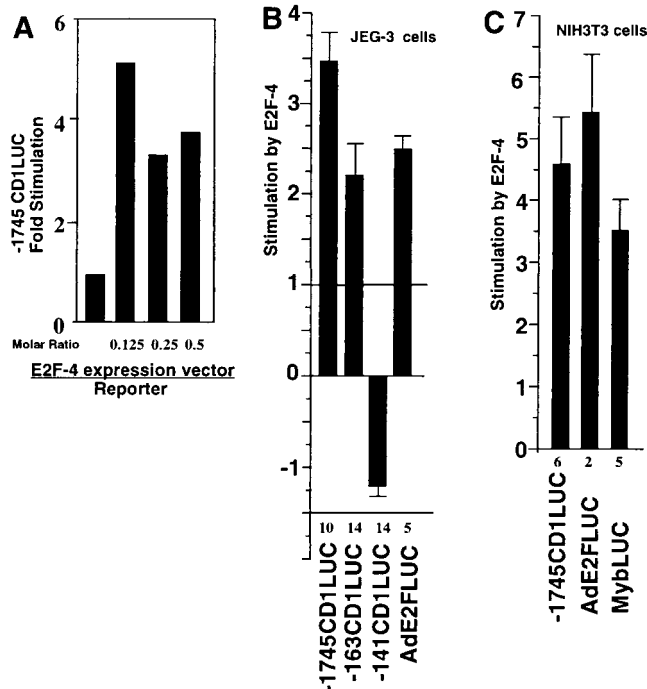 A
-1745 CD1LUC
Fold Stimulation
6
4
2
0
Molar Ratio
0.125 0.25 0.5
E2F-4 expression vector
Reporter
B
JEG-3 cells
Stimulation by E2F-4
4
3
2
1
0
-1
10 14 14 5
-1745CD1LUC
-163CD1LUC
-141CD1LUC
AdE2FLUC
C
NIH3T3 cells
Stimulation by E2F-4
7
6
5
4
3
2
1
0
6 2 5
-1745CD1LUC
AdE2FLUC
MybLUC